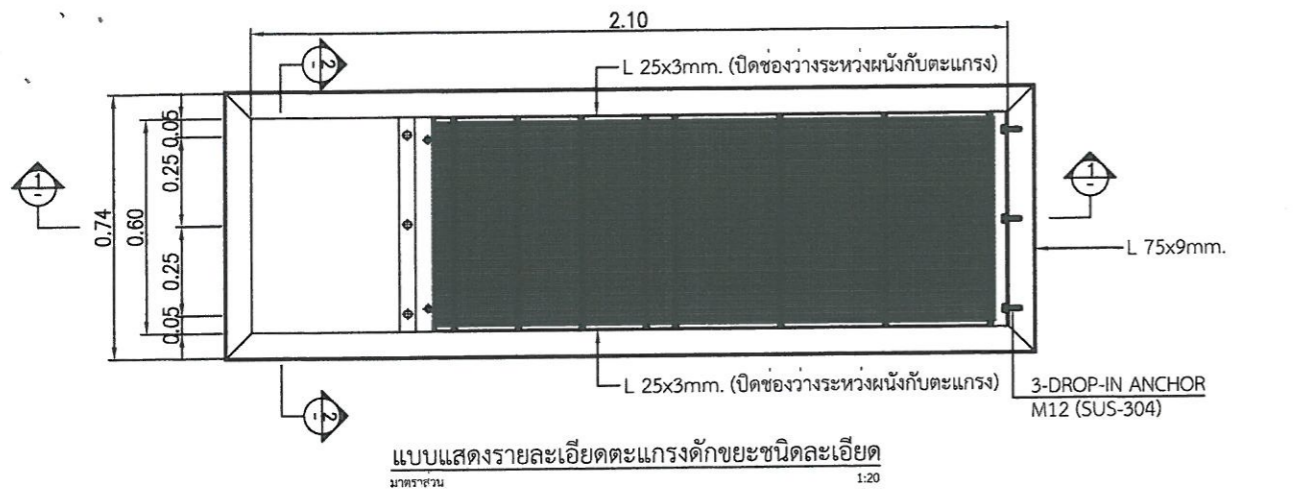 2.10
L 25x3mm. (ปิดช่องว่างระหว่งผนังกับตะแกรง)
2
-
0.05
0.25
0.25
0.05
0.60
0.74
1
-
1
-
L 75x9mm.
L 25x3mm. (ปิดช่องว่างระหว่งผนังกับตะแกรง)
3-DROP-IN ANCHOR
M12 (SUS-304)
2
-
แบบแสดงรายละเอียดตะแกรงดักขยะชนิดละเอียด
มาตราส่วน 1:20